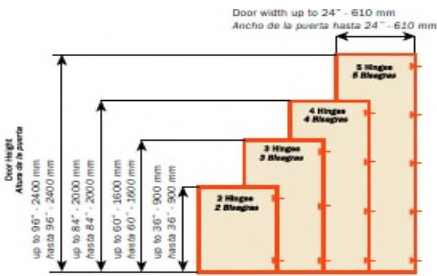 Door width up to 24" - 610 mm
Ancho de la puerta hasta 24" - 610 mm
5 Hinges
5 Bisagras
4 Hinges
4 Bisagras
3 Hinges
3 Bisagras
2 Hinges
2 Bisagras
Door Height
Altura de la puerta
up to 96" - 2400 mm
hasta 96" - 2400 mm
up to 84" - 2000 mm
hasta 84" - 2000 mm
up to 60" - 1600 mm
hasta 60" - 1600 mm
up to 36" - 900 mm
hasta 36" - 900 mm